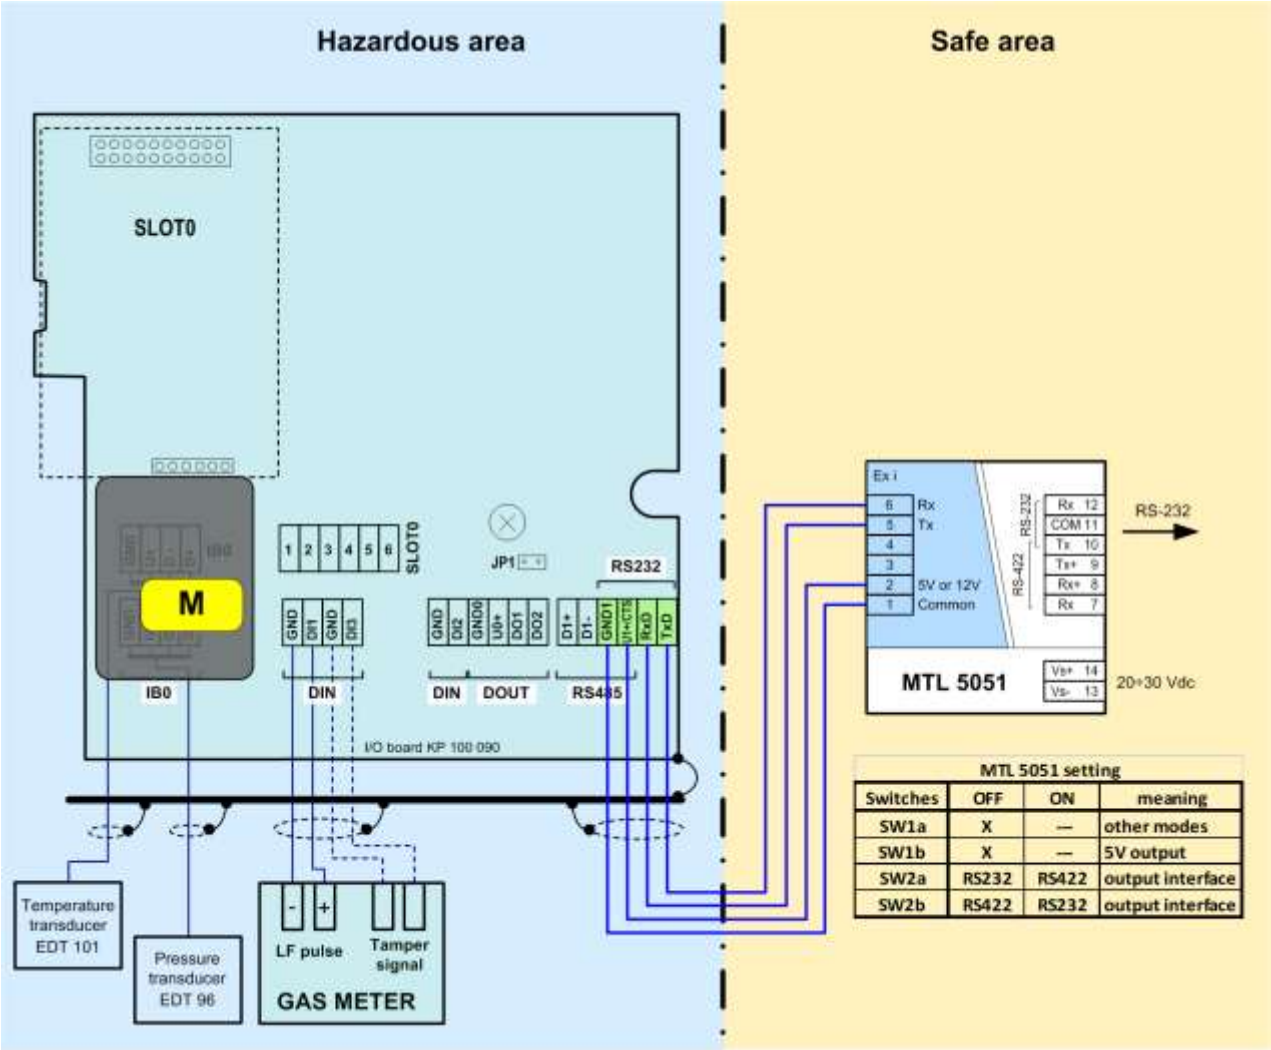 Hazardous area
Safe area
SLOT0
IB0
M
IB0
1 2 3 4 5 6
SLOT0
JP1
RS232
GND DI1 GND DI3
GND DI2 GND0 U0+ DO1 DO2
D1+ D1- GND1 U1+/CTS RxD TxD
DIN
DIN DOUT
RS485
I/O board KP 100 090
Temperature
transducer
EDT 101
Pressure
transducer
EDT 96
- +
LF pulse
Tamper
signal
GAS METER
Ex i
6 Rx
5 Tx
4
3
2 5V or 12V
1 Common
RS-232
RS-422
Rx 12
COM 11
Tx 10
Tx+ 9
Rx+ 8
Rx 7
RS-232
MTL 5051
Vs+ 14
Vs- 13
20÷30 Vdc
MTL 5051 setting
Switches OFF ON meaning
SW1a X --- other modes
SW1b X --- 5V output
SW2a RS232 RS422 output interface
SW2b RS422 RS232 output interface